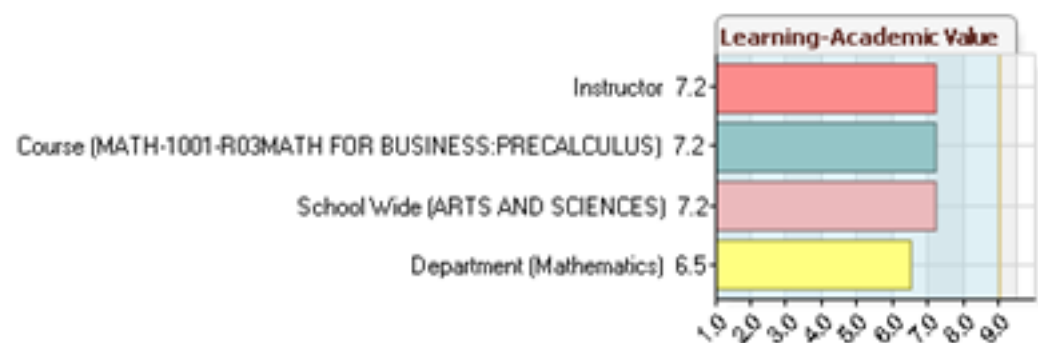 Learning-Academic Value
Instructor 7.2
Course (MATH-1001-R03MATH FOR BUSINESS:PRECALCULUS) 7.2
School Wide (ARTS AND SCIENCES) 7.2
Department (Mathematics) 6.5
1.0 2.0 3.0 4.0 5.0 6.0 7.0 8.0 9.0